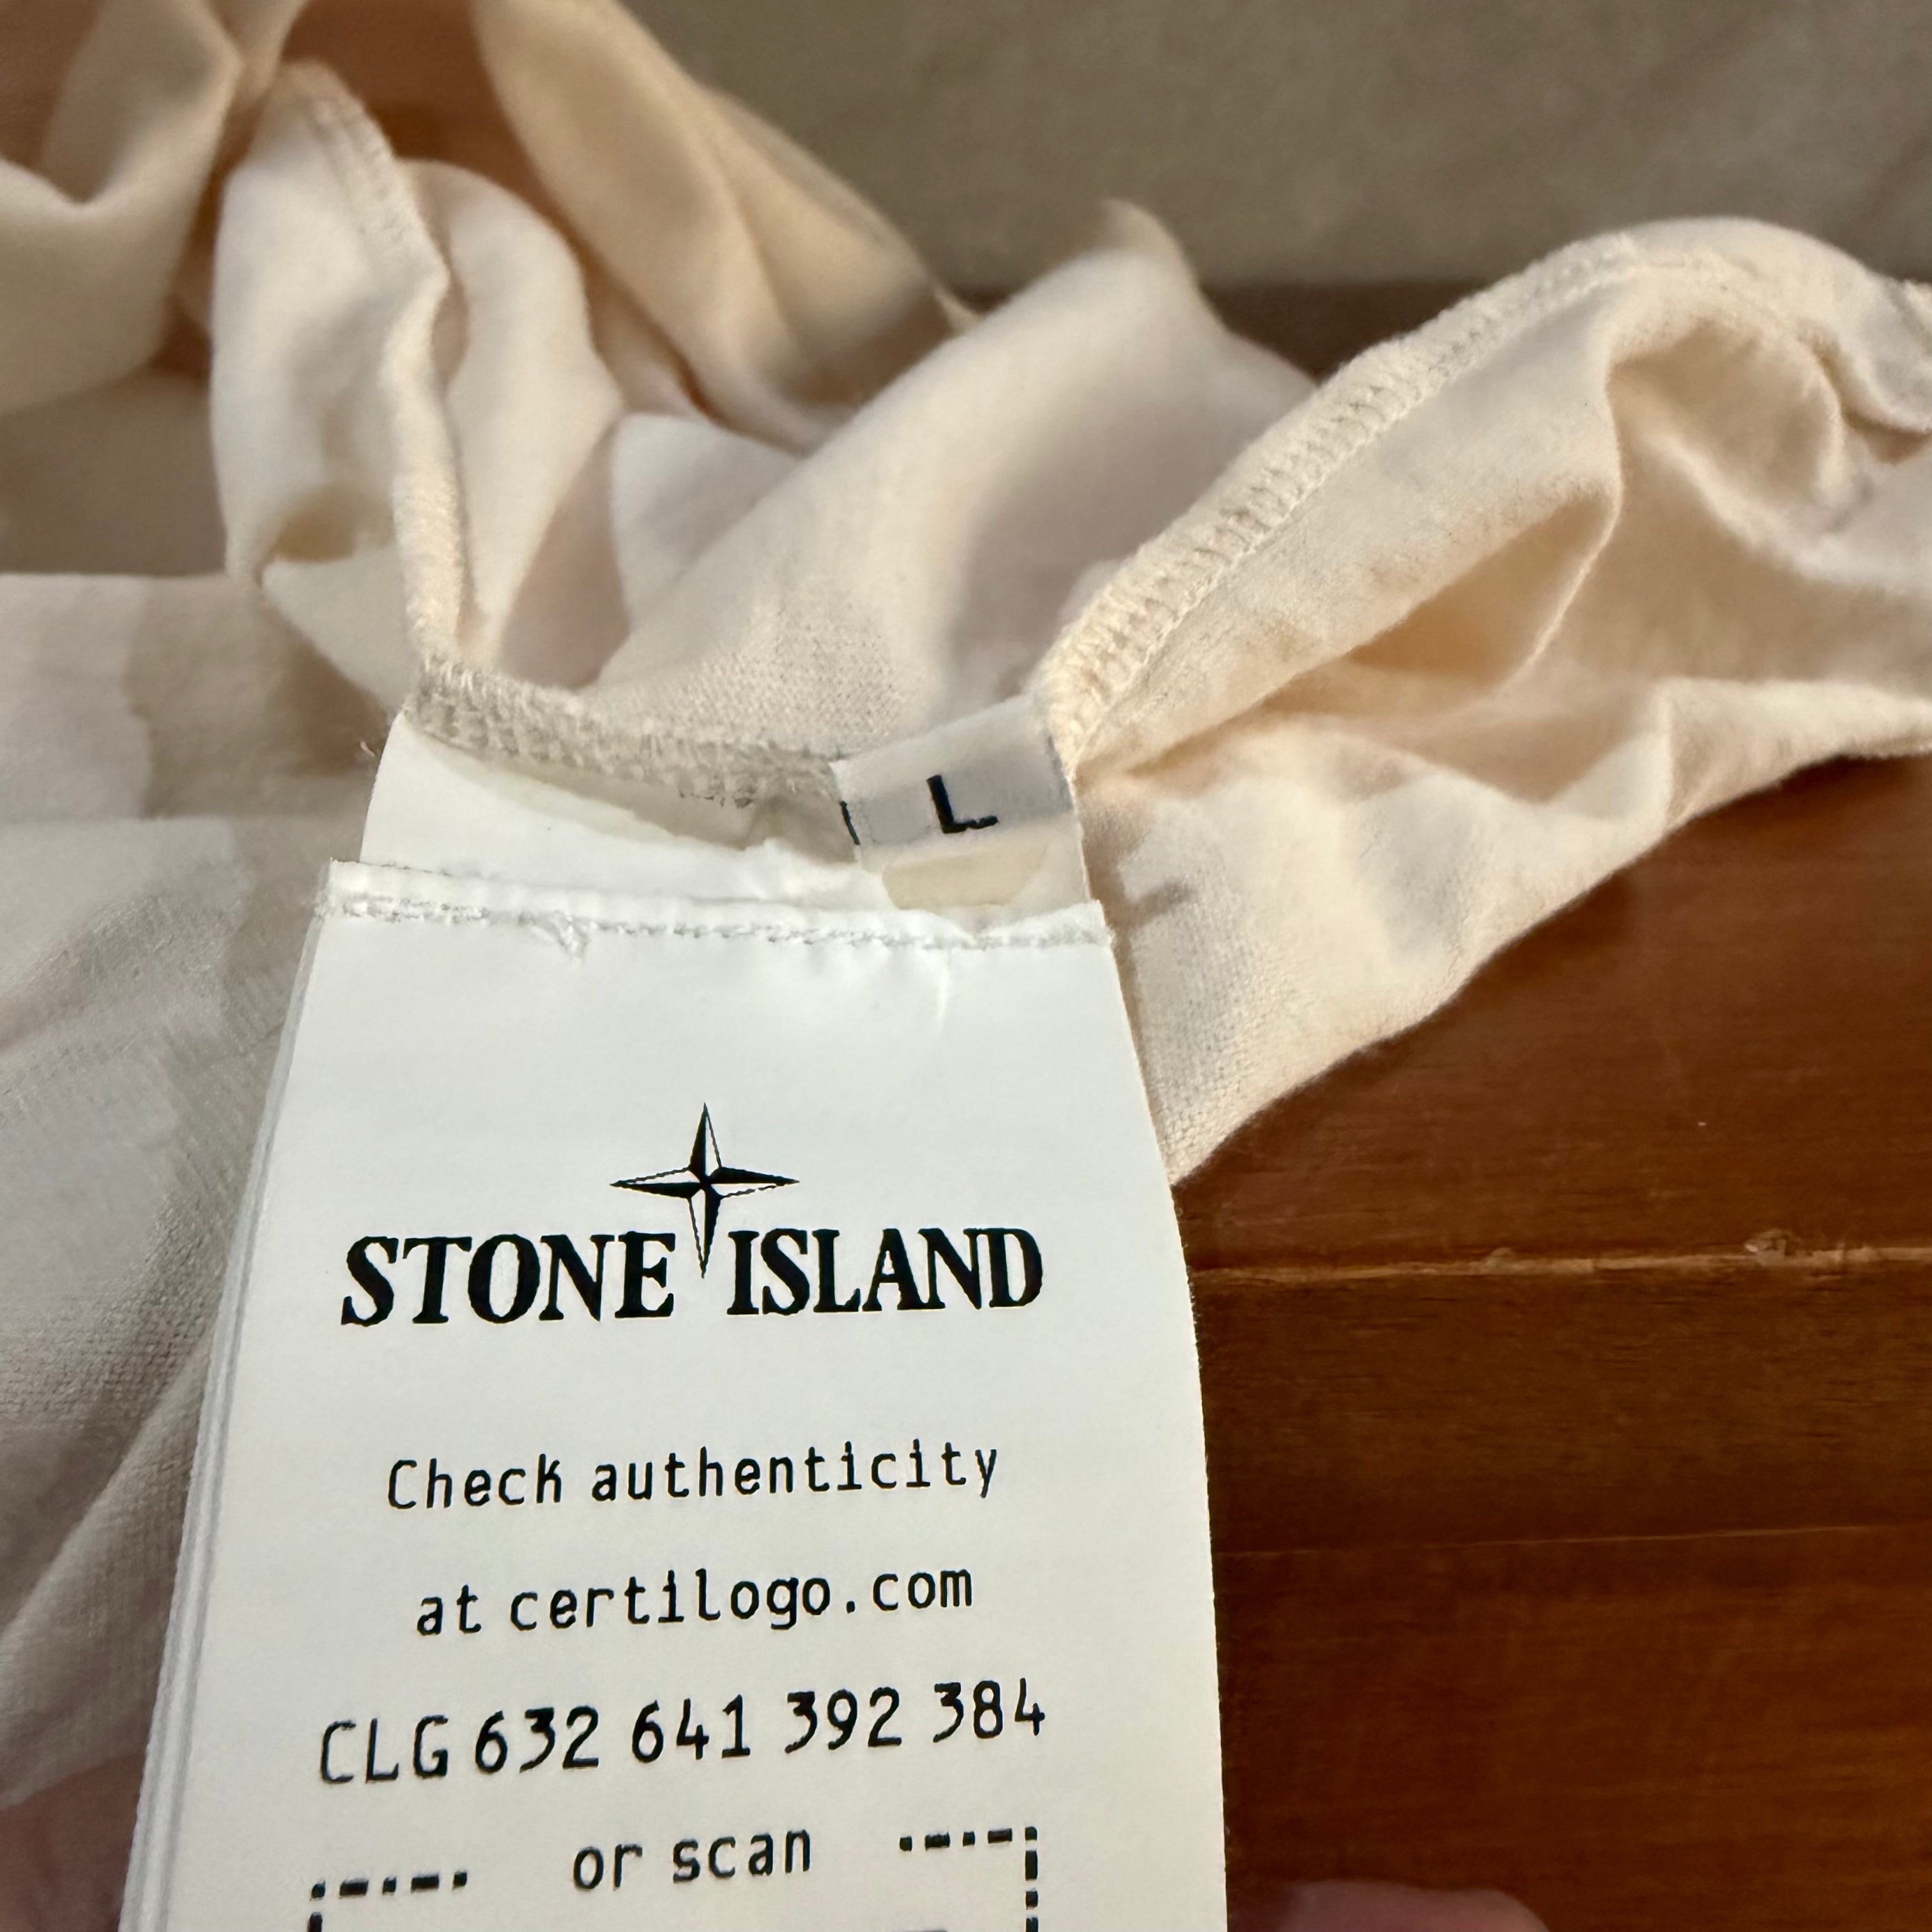 L
STONE ISLAND
Check authenticity
at certilogo.com
CLG 632 641 392 384
or scan